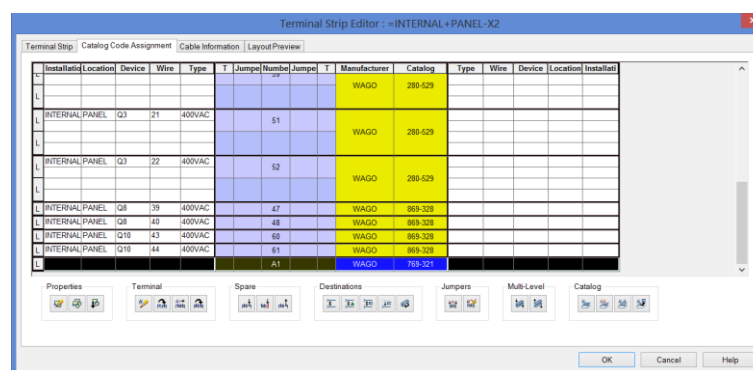 Terminal Strip Editor : =INTERNAL+PANEL-X2
Terminal Strip Catalog Code Assignment Cable Information Layout Preview
Installatio Location Device Wire Type T Jumpe Numbe Jumpe T Manufacturer Catalog Type Wire Device Location Installati
L
WAGO 280-529
L
L INTERNAL PANEL Q3 21 400VAC 51
WAGO 280-529
L
L INTERNAL PANEL Q3 22 400VAC 52
WAGO 280-529
L
L INTERNAL PANEL Q8 39 400VAC 47 WAGO 869-328
L INTERNAL PANEL Q8 40 400VAC 48 WAGO 869-328
L INTERNAL PANEL Q10 43 400VAC 60 WAGO 869-328
L INTERNAL PANEL Q10 44 400VAC 61 WAGO 869-328
L A1 WAGO 769-321
Properties Terminal Spare Destinations Jumpers Multi-Level Catalog
OK Cancel Help